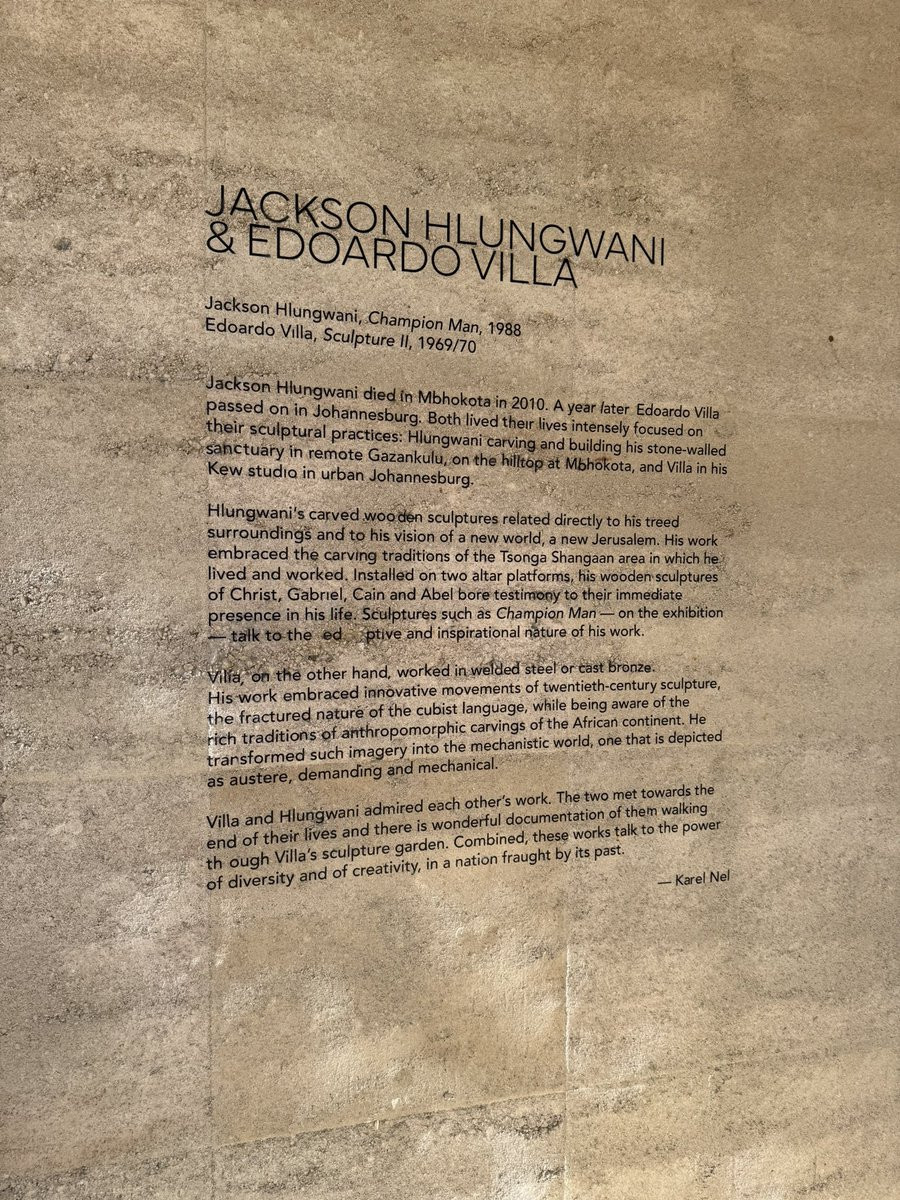 JACKSON HLUNGWANI
& EDOARDO VILLA
Jackson Hlungwani, Champion Man, 1988
Edoardo Villa, Sculpture II, 1969/70
Jackson Hlungwani died in Mbhokota in 2010. A year later Edoardo Villa
passed on in Johannesburg. Both lived their lives intensely focused on
their sculptural practices: Hlungwani carving and building his stone-walled
sanctuary in remote Gazankulu, on the hilltop at Mbhokota, and Villa in his
Kew studio in urban Johannesburg.
Hlungwani's carved wooden sculptures related directly to his treed
surroundings and to his vision of a new world, a new Jerusalem. His work
embraced the carving traditions of the Tsonga Shangaan area in which he
lived and worked. Installed on two altar platforms, his wooden sculptures
of Christ, Gabriel, Cain and Abel bore testimony to their immediate
presence in his life. Sculptures such as Champion Man — on the exhibition
— talk to the ed ptive and inspirational nature of his work.
Villa, on the other hand, worked in welded steel or cast bronze.
His work embraced innovative movements of twentieth-century sculpture,
the fractured nature of the cubist language, while being aware of the
rich traditions of anthropomorphic carvings of the African continent. He
transformed such imagery into the mechanistic world, one that is depicted
as austere, demanding and mechanical.
Villa and Hlungwani admired each other's work. The two met towards the
end of their lives and there is wonderful documentation of them walking
th ough Villa's sculpture garden. Combined, these works talk to the power
of diversity and of creativity, in a nation fraught by its past.
— Karel Nel